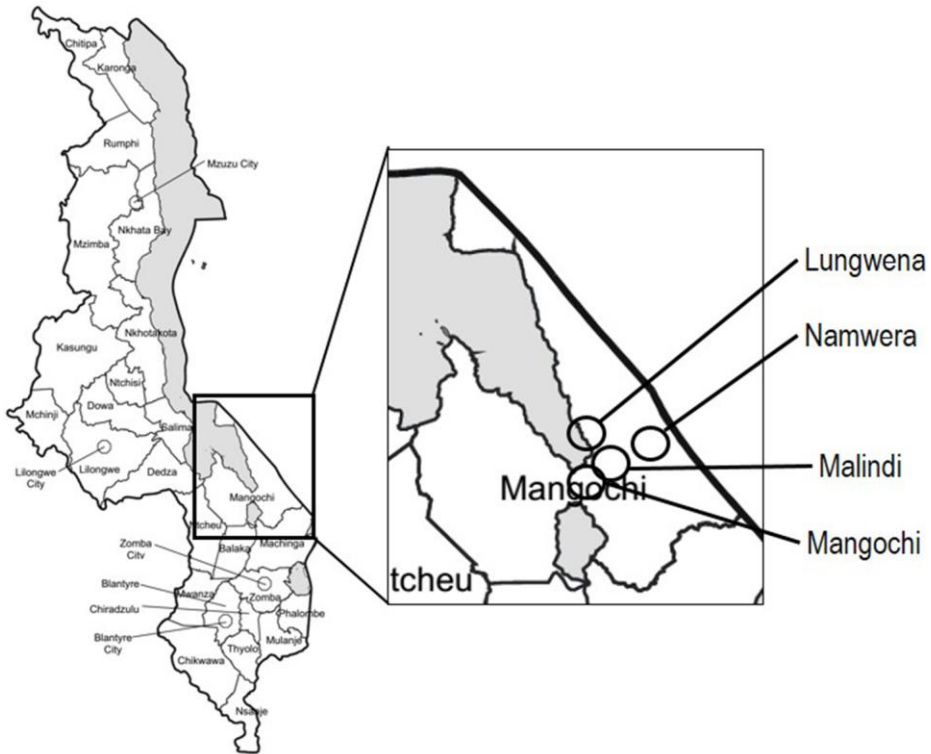 Chitipa
Karonga
Rumphi
Mzuzu City
Nkhata Bay
Mzimba
Nkhotakota
Kasungu
Ntchisi
Dowa
Mchinji
Salima
Lilongwe
City
Lilongwe
Dedza
Mangochi
Ntcheu
Balaka
Machinga
Zomba
City
Blantyre
Mwanza
Zomba
Chiradzulu
Phalombe
Blantyre
City
Mulanje
Thyolo
Chikwawa
Nsanje
Lungwena
Namwera
Malindi
Mangochi
Mangochi
tcheu